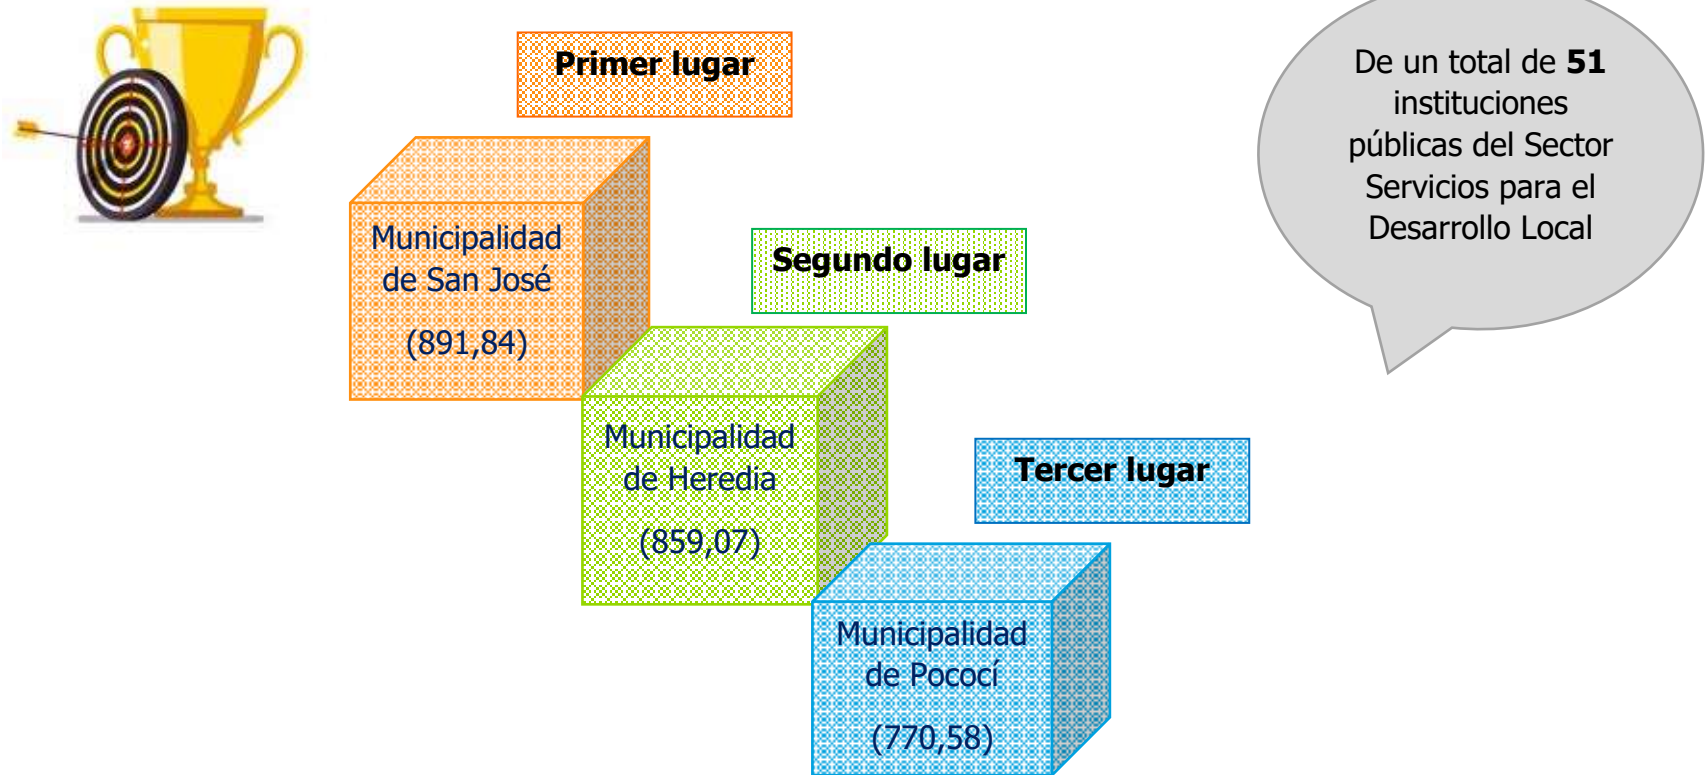 Primer lugar
Municipalidad
de San José
(891,84)
Segundo lugar
Municipalidad
de Heredia
(859,07)
Tercer lugar
Municipalidad
de Pococí
(770,58)
De un total de 51
instituciones
públicas del Sector
Servicios para el
Desarrollo Local